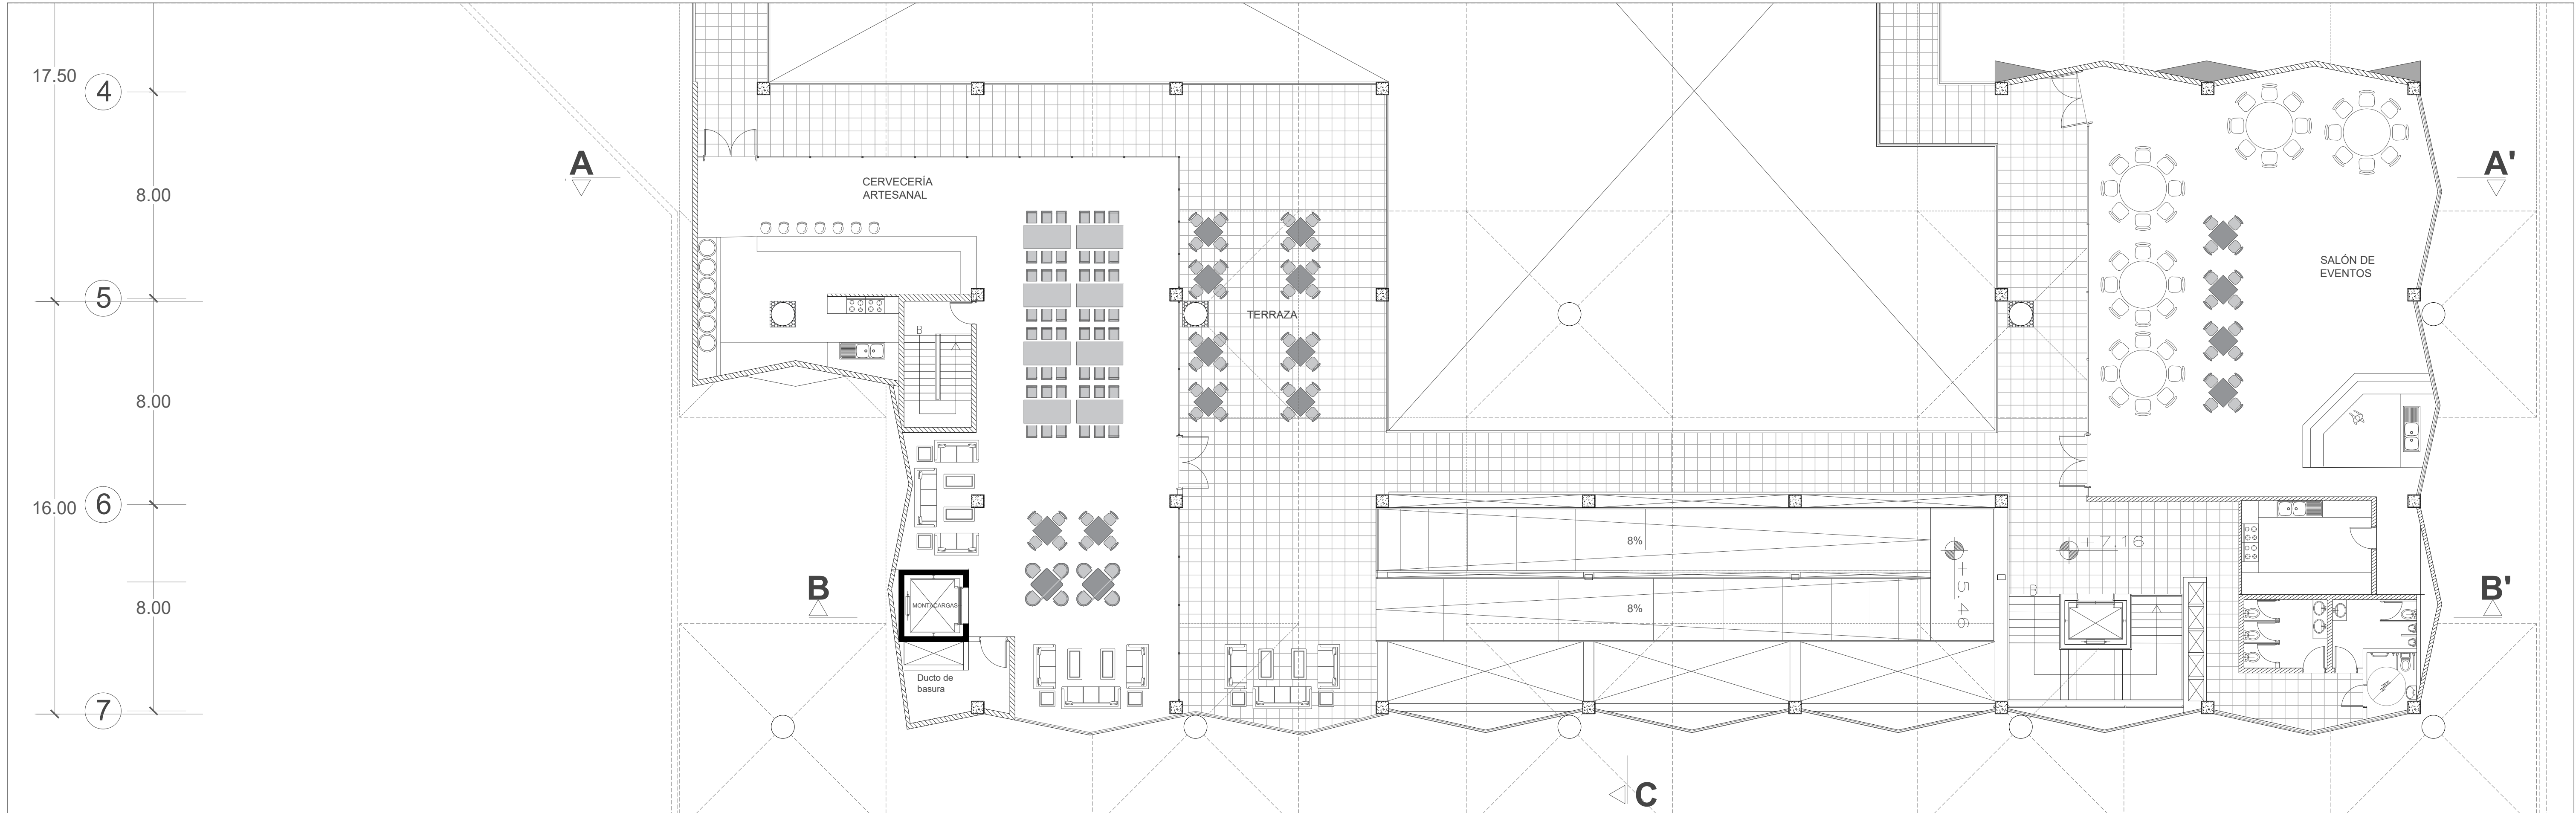 17.50
4
A
A'
8.00
CERVECERÍA
ARTESANAL
SALÓN DE
EVENTOS
5
TERRAZA
B
8.00
16.00
6
8%
+5.46
+7.16
B
B
B'
MONTACARGAS
8.00
8%
Ducto de
basura
7
C